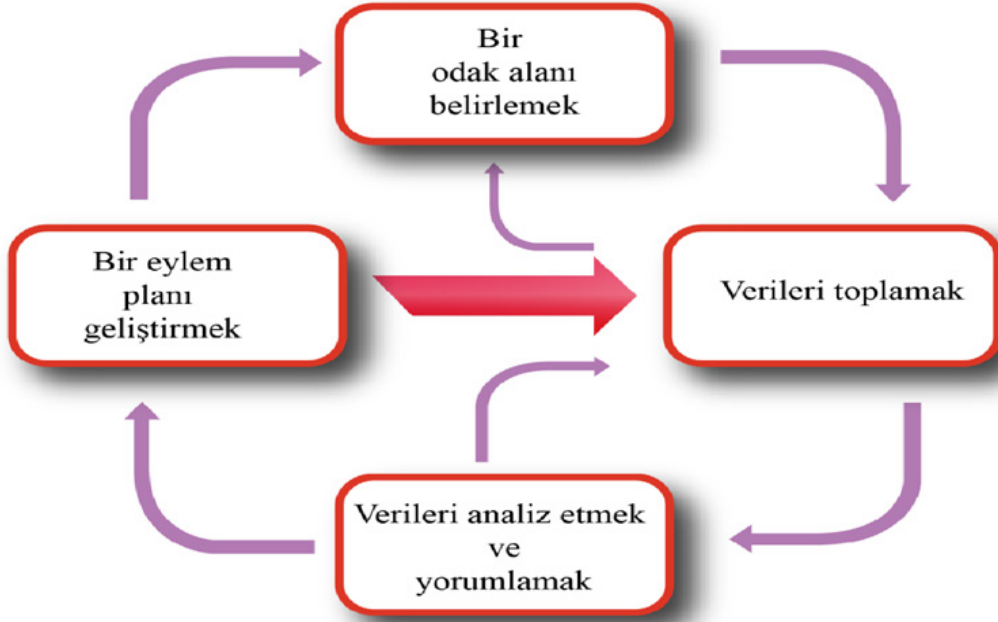 Bir
odak alanı
belirlemek
Bir eylem
planı
geliştirmek
Verileri toplamak
Verileri analiz etmek
ve
yorumlamak